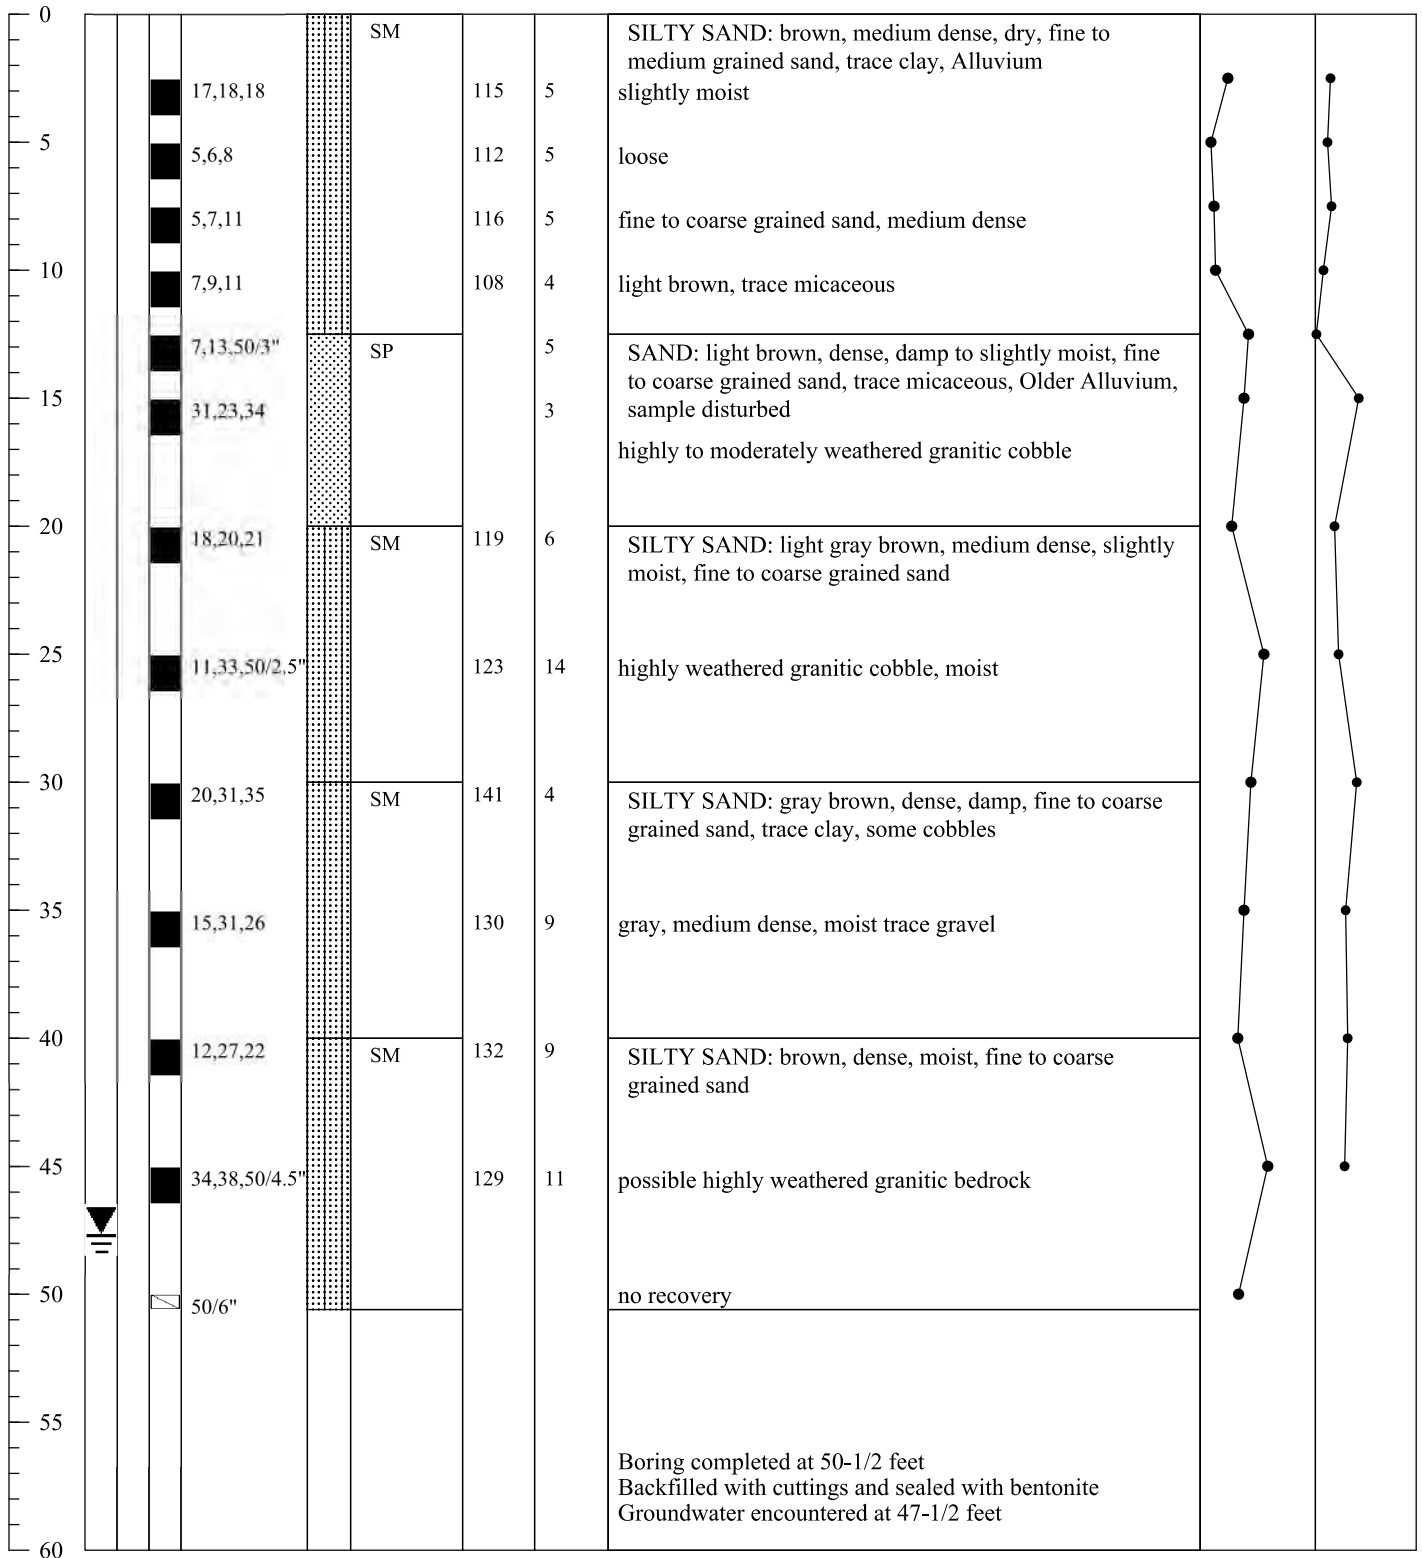 0
SM
SILTY SAND: brown, medium dense, dry, fine to
medium grained sand, trace clay, Alluvium
17,18,18
115
5
slightly moist
5
5,6,8
112
5
loose
5,7,11
116
5
fine to coarse grained sand, medium dense
10
7,9,11
108
4
light brown, trace micaceous
7,13,50/3"
SP
5
SAND: light brown, dense, damp to slightly moist, fine
to coarse grained sand, trace micaceous, Older Alluvium,
sample disturbed
15
31,23,34
3
highly to moderately weathered granitic cobble
20
18,20,21
SM
119
6
SILTY SAND: light gray brown, medium dense, slightly
moist, fine to coarse grained sand
25
11,33,50/2.5"
123
14
highly weathered granitic cobble, moist
30
20,31,35
SM
141
4
SILTY SAND: gray brown, dense, damp, fine to coarse
grained sand, trace clay, some cobbles
35
15,31,26
130
9
gray, medium dense, moist trace gravel
40
12,27,22
SM
132
9
SILTY SAND: brown, dense, moist, fine to coarse
grained sand
45
34,38,50/4.5"
129
11
possible highly weathered granitic bedrock
50
50/6"
no recovery
55
Boring completed at 50-1/2 feet
Backfilled with cuttings and sealed with bentonite
Groundwater encountered at 47-1/2 feet
60